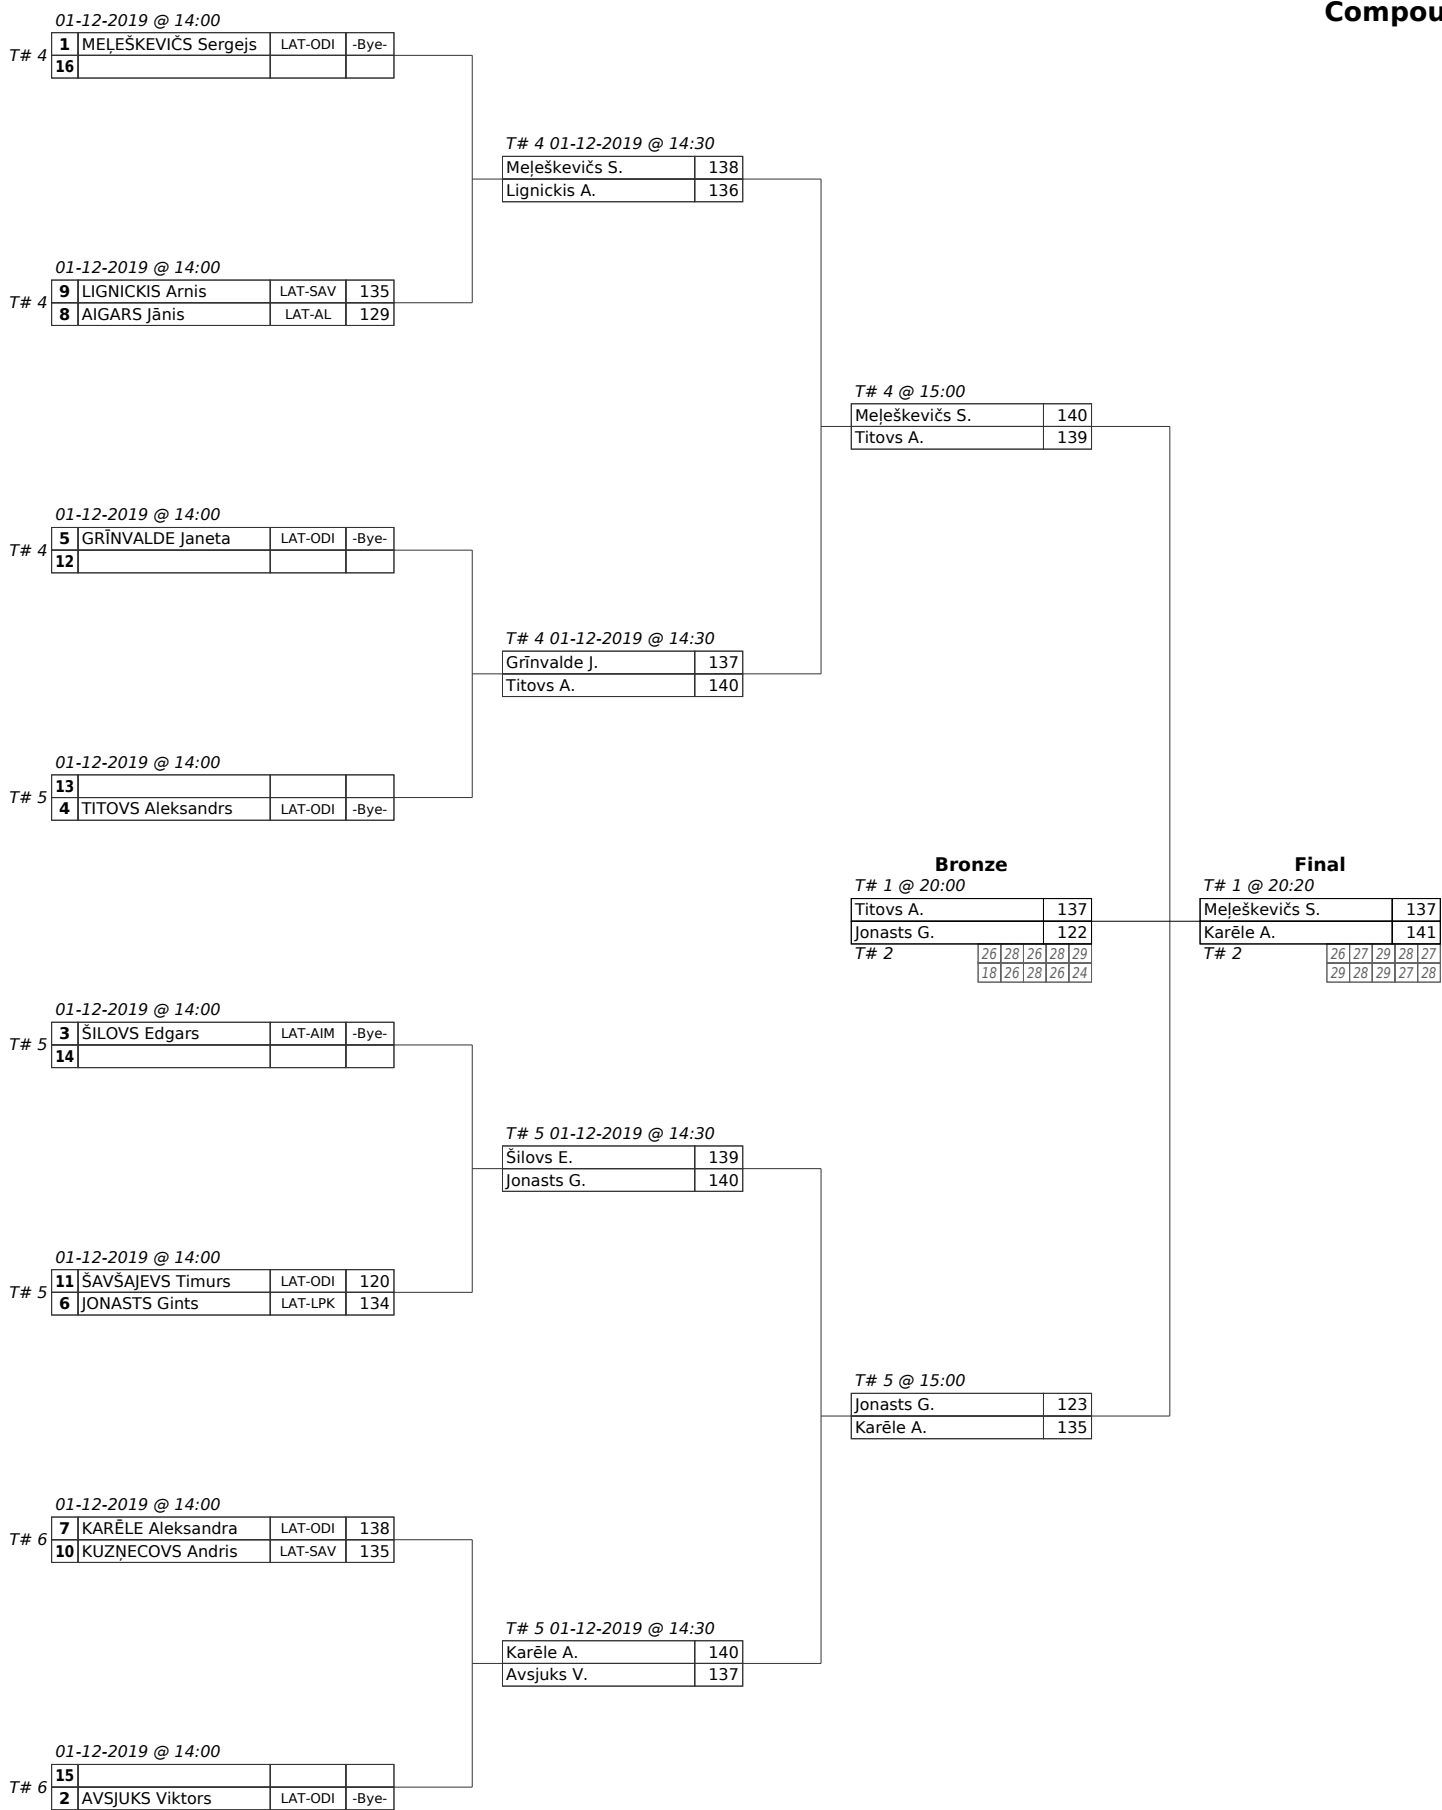 Compou
01-12-2019 @ 14:00
T# 4
1 MEĻEŠKEVIČS Sergejs LAT-ODI -Bye-
16
T# 4 01-12-2019 @ 14:30
Meļeškevičs S. 138
Lignickis A. 136
01-12-2019 @ 14:00
T# 4
9 LIGNICKIS Arnis LAT-SAV 135
8 AIGARS Jānis LAT-AL 129
T# 4 @ 15:00
Meļeškevičs S. 140
Titovs A. 139
01-12-2019 @ 14:00
T# 4
5 GRĪNVALDE Janeta LAT-ODI -Bye-
12
T# 4 01-12-2019 @ 14:30
Grīnvalde J. 137
Titovs A. 140
01-12-2019 @ 14:00
T# 5
13
4 TITOVS Aleksandrs LAT-ODI -Bye-
Bronze
T# 1 @ 20:00
Titovs A. 137
Jonasts G. 122
T# 2 26 28 26 28 29
18 26 28 26 24
Final
T# 1 @ 20:20
Meļeškevičs S. 137
Karēle A. 141
T# 2 26 27 29 28 27
29 28 29 27 28
01-12-2019 @ 14:00
T# 5
3 ŠILOVS Edgars LAT-AIM -Bye-
14
T# 5 01-12-2019 @ 14:30
Šilovs E. 139
Jonasts G. 140
01-12-2019 @ 14:00
T# 5
11 ŠAVŠAJEVS Timurs LAT-ODI 120
6 JONASTS Gints LAT-LPK 134
T# 5 @ 15:00
Jonasts G. 123
Karēle A. 135
01-12-2019 @ 14:00
T# 6
7 KARĒLE Aleksandra LAT-ODI 138
10 KUZŅECOVS Andris LAT-SAV 135
T# 5 01-12-2019 @ 14:30
Karēle A. 140
Avsjuks V. 137
01-12-2019 @ 14:00
T# 6
15
2 AVSJUKS Viktors LAT-ODI -Bye-